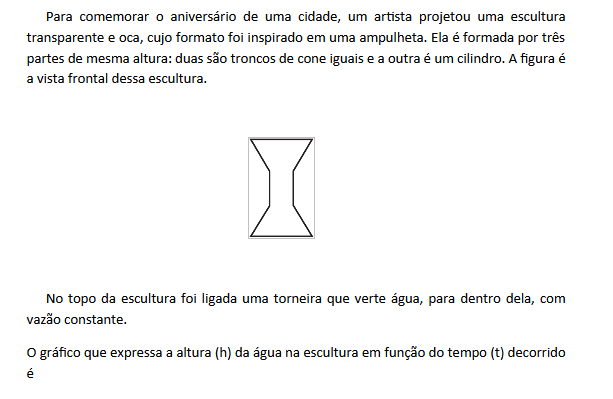 Para comemorar o aniversário de uma cidade, um artista projetou uma escultura
transparente e oca, cujo formato foi inspirado em uma ampulheta. Ela é formada por três
partes de mesma altura: duas são troncos de cone iguais e a outra é um cilindro. A figura é
a vista frontal dessa escultura.
No topo da escultura foi ligada uma torneira que verte água, para dentro dela, com
vazão constante.
O gráfico que expressa a altura (h) da água na escultura em função do tempo (t) decorrido
é